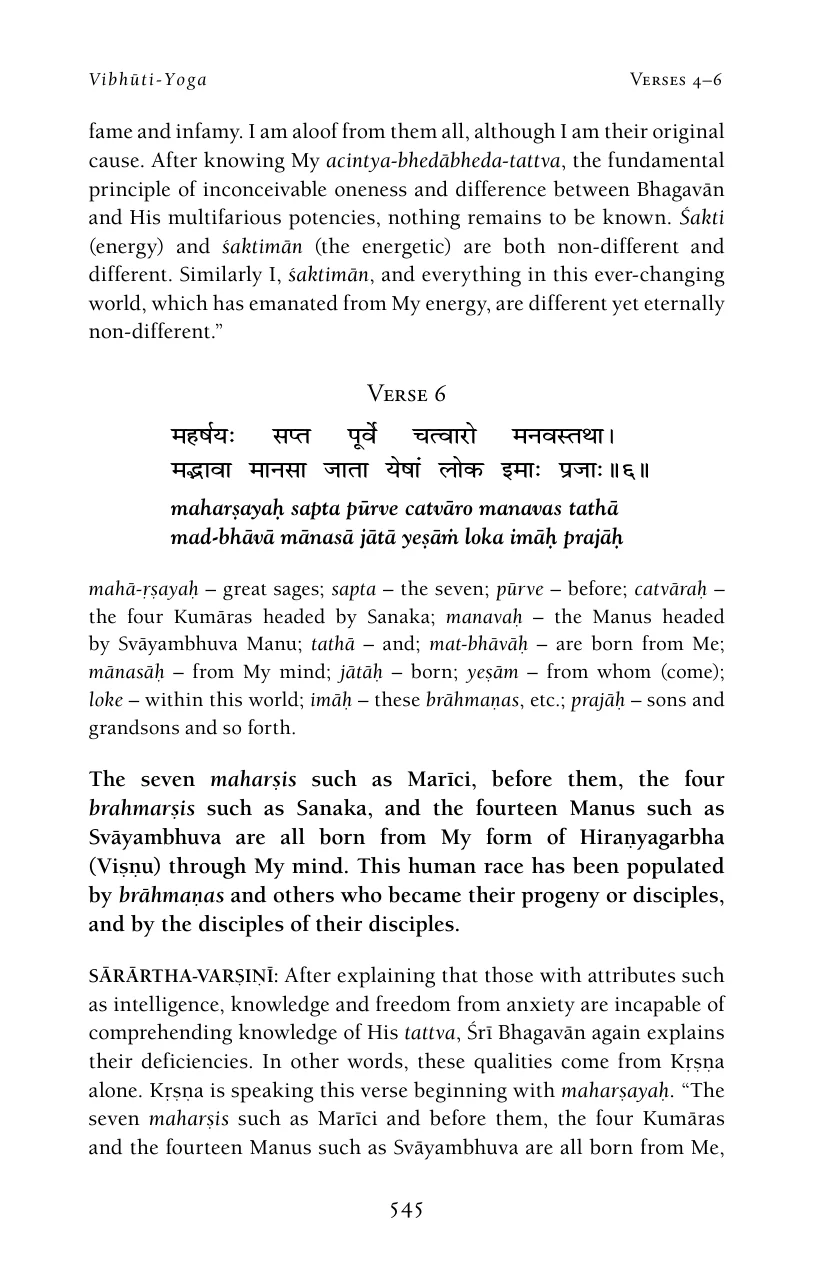 Vibhūti-Yoga Verses 4–6
fame and infamy. I am aloof from them all, although I am their original
cause. After knowing My acintya-bhedābheda-tattva, the fundamental
principle of inconceivable oneness and difference between Bhagavān
and His multifarious potencies, nothing remains to be known. Śakti
(energy) and śaktimān (the energetic) are both non-different and
different. Similarly I, śaktimān, and everything in this ever-changing
world, which has emanated from My energy, are different yet eternally
non-different.”
Verse 6
महर्षयः सप्त पूर्वे चत्वारो मनवस्तथा।
मद्भावा मानसा जाता येषां लोक इमाः प्रजाः॥६॥
maharṣayaḥ sapta pūrve catvāro manavas tathā
mad-bhāvā mānasā jātā yeṣāṁ loka imāḥ prajāḥ
mahā-ṛṣayaḥ – great sages; sapta – the seven; pūrve – before; catvāraḥ –
the four Kumāras headed by Sanaka; manavaḥ – the Manus headed
by Svāyambhuva Manu; tathā – and; mat-bhāvāḥ – are born from Me;
mānasāḥ – from My mind; jātāḥ – born; yeṣām – from whom (come);
loke – within this world; imāḥ – these brāhmaṇas, etc.; prajāḥ – sons and
grandsons and so forth.
The seven maharṣis such as Marīci, before them, the four
brahmarṣis such as Sanaka, and the fourteen Manus such as
Svāyambhuva are all born from My form of Hiraṇyagarbha
(Viṣṇu) through My mind. This human race has been populated
by brāhmaṇas and others who became their progeny or disciples,
and by the disciples of their disciples.
SĀRĀRTHA-VARṢIṆĪ: After explaining that those with attributes such
as intelligence, knowledge and freedom from anxiety are incapable of
comprehending knowledge of His tattva, Śrī Bhagavān again explains
their deficiencies. In other words, these qualities come from Kṛṣṇa
alone. Kṛṣṇa is speaking this verse beginning with maharṣayaḥ. “The
seven maharṣis such as Marīci and before them, the four Kumāras
and the fourteen Manus such as Svāyambhuva are all born from Me,
545